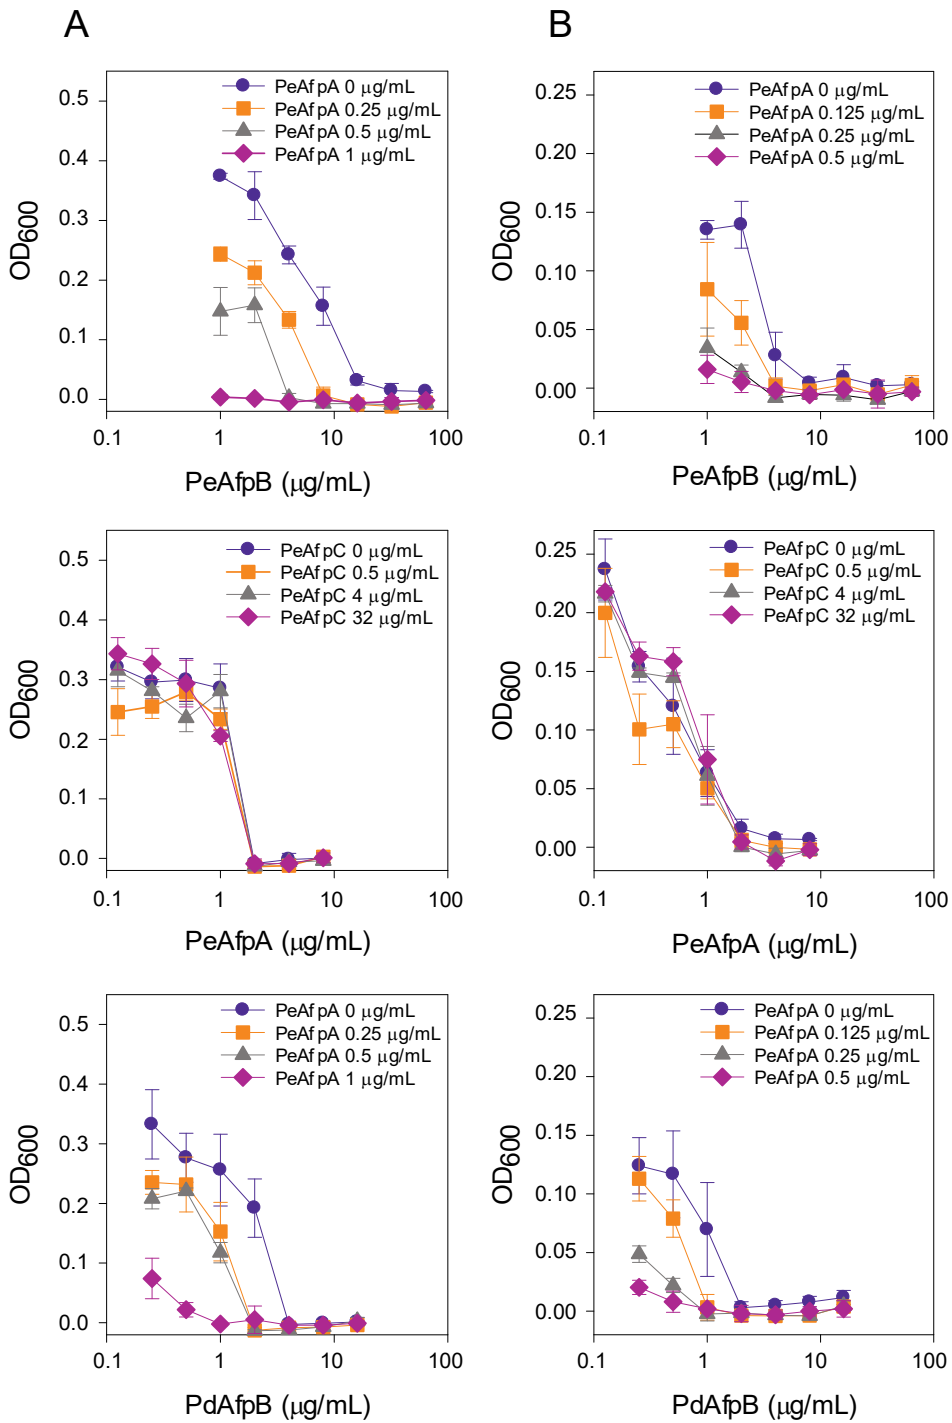 A
B
PeAfpA 0 μg/mL
PeAfpA 0.25 μg/mL
PeAfpA 0.5 μg/mL
PeAfpA 1 μg/mL
0.5
0.4
0.3
0.2
0.1
0.0
OD600
0.1 1 10 100
PeAfpB (μg/mL)
PeAfpA 0 μg/mL
PeAfpA 0.125 μg/mL
PeAfpA 0.25 μg/mL
PeAfpA 0.5 μg/mL
0.25
0.20
0.15
0.10
0.05
0.00
OD600
0.1 1 10 100
PeAfpB (μg/mL)
PeAfpC 0 μg/mL
PeAfpC 0.5 μg/mL
PeAfpC 4 μg/mL
PeAfpC 32 μg/mL
0.5
0.4
0.3
0.2
0.1
0.0
OD600
0.1 1 10 100
PeAfpA (μg/mL)
PeAfpC 0 μg/mL
PeAfpC 0.5 μg/mL
PeAfpC 4 μg/mL
PeAfpC 32 μg/mL
0.25
0.20
0.15
0.10
0.05
0.00
OD600
0.1 1 10 100
PeAfpA (μg/mL)
PeAfpA 0 μg/mL
PeAfpA 0.25 μg/mL
PeAfpA 0.5 μg/mL
PeAfpA 1 μg/mL
0.5
0.4
0.3
0.2
0.1
0.0
OD600
0.1 1 10 100
PdAfpB (μg/mL)
PeAfpA 0 μg/mL
PeAfpA 0.125 μg/mL
PeAfpA 0.25 μg/mL
PeAfpA 0.5 μg/mL
0.25
0.20
0.15
0.10
0.05
0.00
OD600
0.1 1 10 100
PdAfpB (μg/mL)